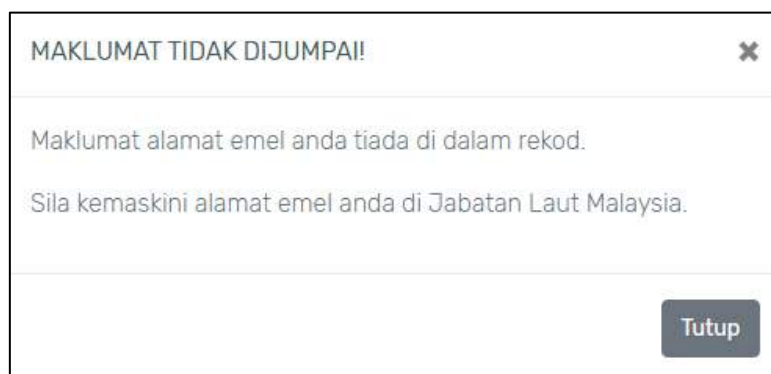 MAKLUMAT TIDAK DIJUMPAI!
Maklumat alamat emel anda tiada di dalam rekod.
Sila kemaskini alamat emel anda di Jabatan Laut Malaysia.
Tutup